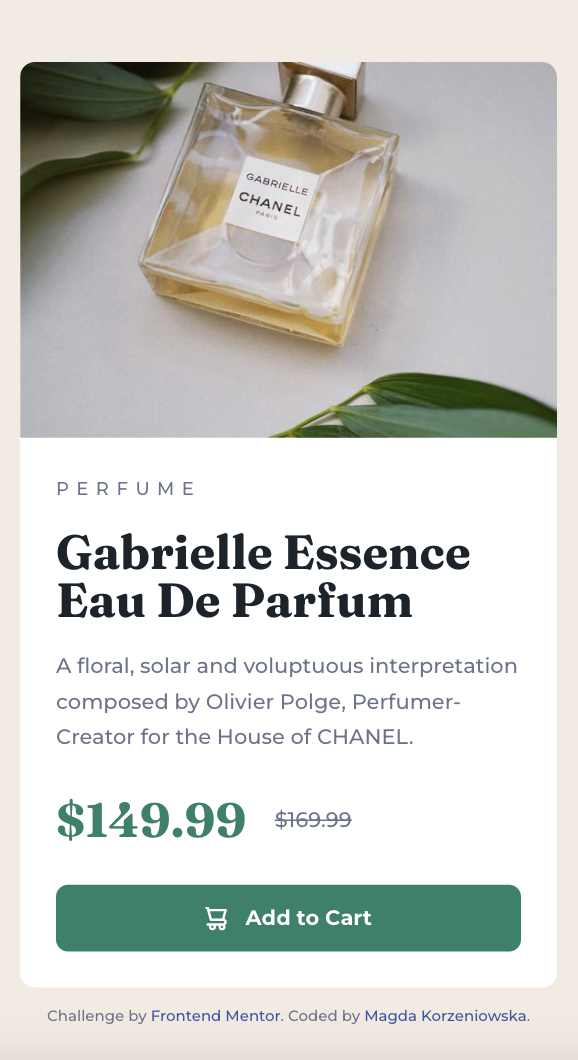 GABRIELLE
CHANEL
PARIS
PERFUME
Gabrielle Essence
Eau De Parfum
A floral, solar and voluptuous interpretation
composed by Olivier Polge, Perfumer-
Creator for the House of CHANEL.
$149.99 $169.99
Add to Cart
Challenge by Frontend Mentor. Coded by Magda Korzeniowska.